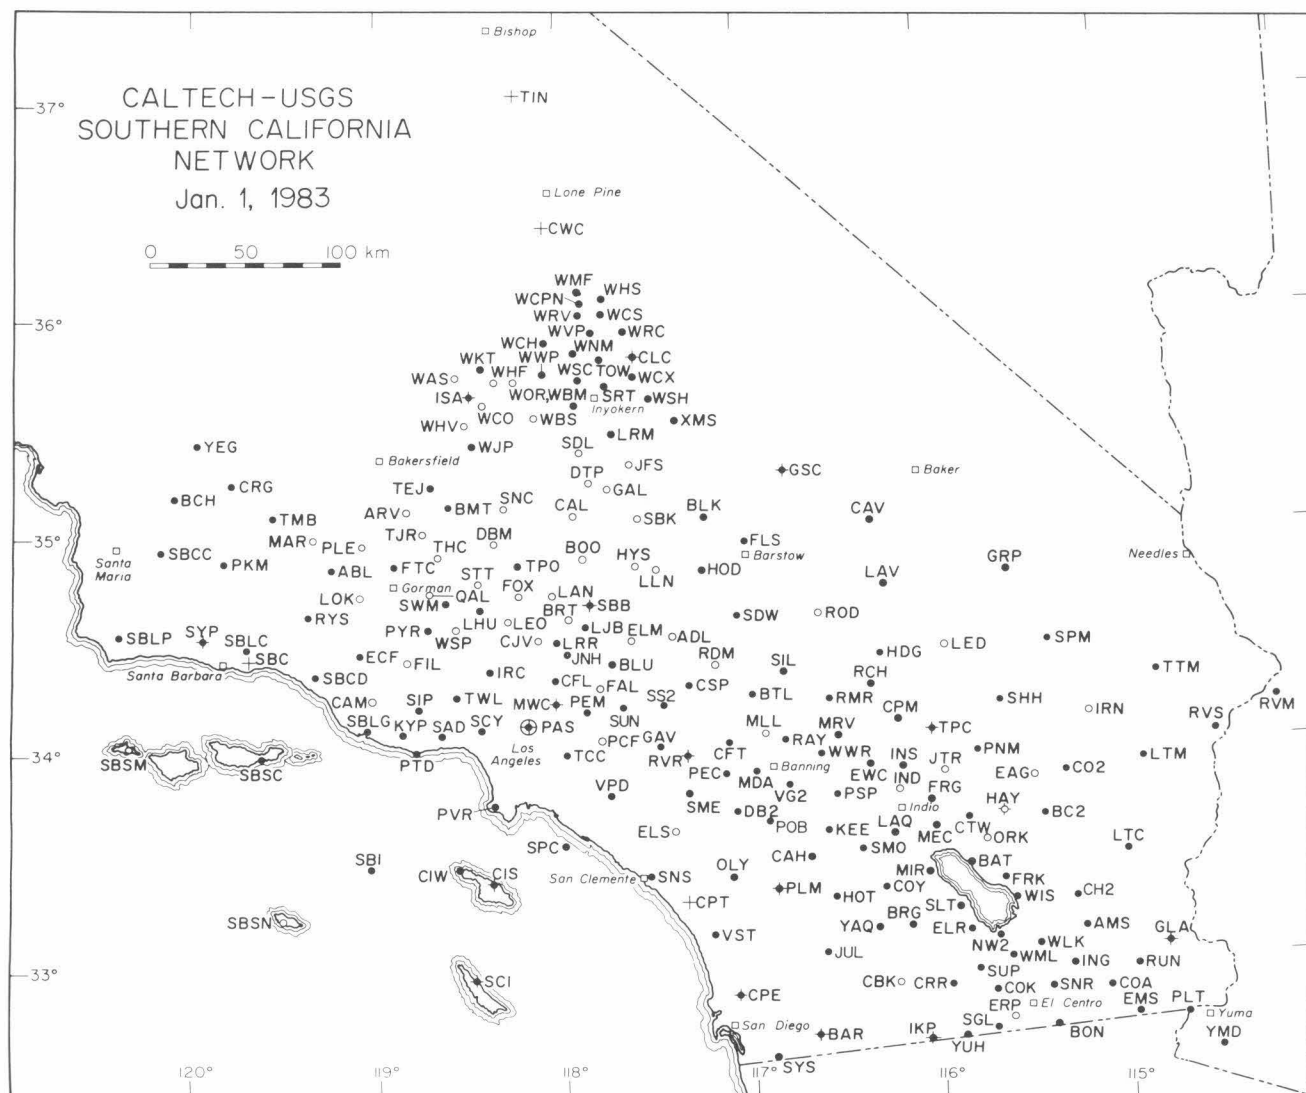 Bishop
CALTECH-USGS
SOUTHERN CALIFORNIA
NETWORK
Jan. 1, 1983
TIN
37°
Lone Pine
CWC
0 50 100 km
WMF WHS
WCPN
WRV WCS
36° WVP WRC
WCH WNM
WWP CLC
WKT WSC TOW
WAS WHF WCX
ISA WOR, WBM SRT WSH
WCO Inyokern
WHV WBS XMS
LRM
YEG WJP SDL
Bakersfield JFS GSC Baker
CRG TEJ DTP
BCH GAL
SNC
ARV BMT CAL BLK CAV
TMB SBK
TJR DBM
35° MAR FLS
Santa Maria SBCC PLE THC BOO HYS Barstow Needles
PKM ABL FTC STT TPO LLN HOD GRP
LAV
Gorman FOX
LOK QAL LAN
SWM SBB
RYS LHU LEO BRT SDW ROD
SBLP SYP PYR WSP CJV LJB ELM ADL SPM
SBLC LRR LED
SBC ECF FIL JNH RDM HDG
Santa Barbara IRC BLU SIL TTM
SBCD CFL FAL CSP RCH
CAM SIP TWL MWC PEM SS2 BTL RMR SHH RVM
CPM IRN
SBLG KYP SAD SCY PAS SUN MLL MRV TPC RVS
Los Angeles
PCF GAV RAY
34° SBSM SBSC PTD TCC RVR CFT WWR INS JTR PNM LTM
PEC Banning EWC IND EAG CO2
MDA
VPD SME VG2 PSP FRG HAY
PVR DB2 Indio BC2
POB LAQ CTW
ELS KEE MEC ORK LTC
SPC SMO
SBI CIW CIS San Clemente SNS OLY CAH MIR BAT
PLM COY FRK
CPT HOT SLT WIS CH2
SBSN YAQ BRG ELR AMS GLA
VST NW2 WLK
JUL WML ING RUN
33° SCI CBK CRR SUP
CPE COK SNR COA
ERP El Centro EMS PLT
San Diego SGL Yuma
BAR IKP YUH BON YMD
SYS
120° 119° 118° 117° 116° 115°